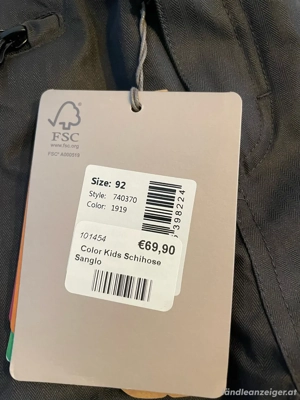 FSC
www.fsc.org
Size: 92
Style: 740370
Color: 1919
398224
101454
€69,90
Color Kids Schihose
Sanglo
ändleanzeiger.at